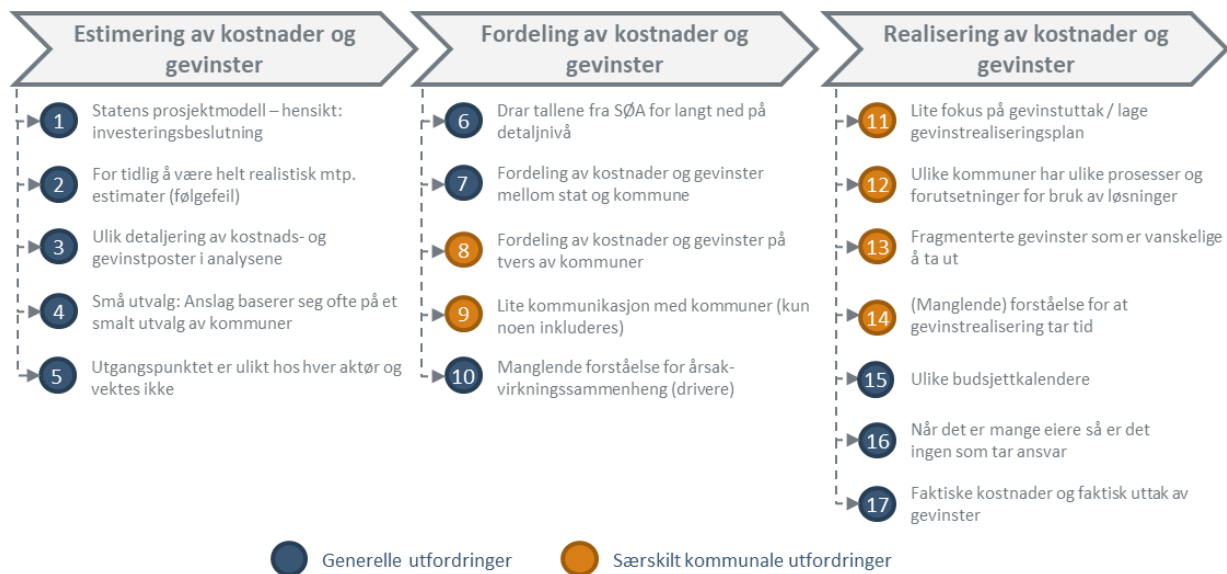 Estimering av kostnader og
gevinster
1
Statens prosjektmodell – hensikt:
investeringsbeslutning
2
For tidlig å være helt realistisk mtp.
estimater (følgefeil)
3
Ulik detaljering av kostnads- og
gevinstposter i analysene
4
Små utvalg: Anslag baserer seg ofte på et
smalt utvalg av kommuner
5
Utgangspunktet er ulikt hos hver aktør og
vektes ikke
Fordeling av kostnader og
gevinster
6
Drar tallene fra SØA for langt ned på
detaljnivå
7
Fordeling av kostnader og gevinster
mellom stat og kommune
8
Fordeling av kostnader og gevinster på
tvers av kommuner
9
Lite kommunikasjon med kommuner (kun
noen inkluderes)
10
Manglende forståelse for årsak-
virkningssammenheng (drivere)
Realisering av kostnader og
gevinster
11
Lite fokus på gevinstuttak / lage
gevinstrealiseringsplan
12
Ulike kommuner har ulike prosesser og
forutsetninger for bruk av løsninger
13
Fragmenterte gevinster som er vanskelige
å ta ut
14
(Manglende) forståelse for at
gevinstrealisering tar tid
15
Ulike budsjettkalendere
16
Når det er mange eiere så er det
ingen som tar ansvar
17
Faktiske kostnader og faktisk uttak av
gevinster
Generelle utfordringer
Særskilt kommunale utfordringer